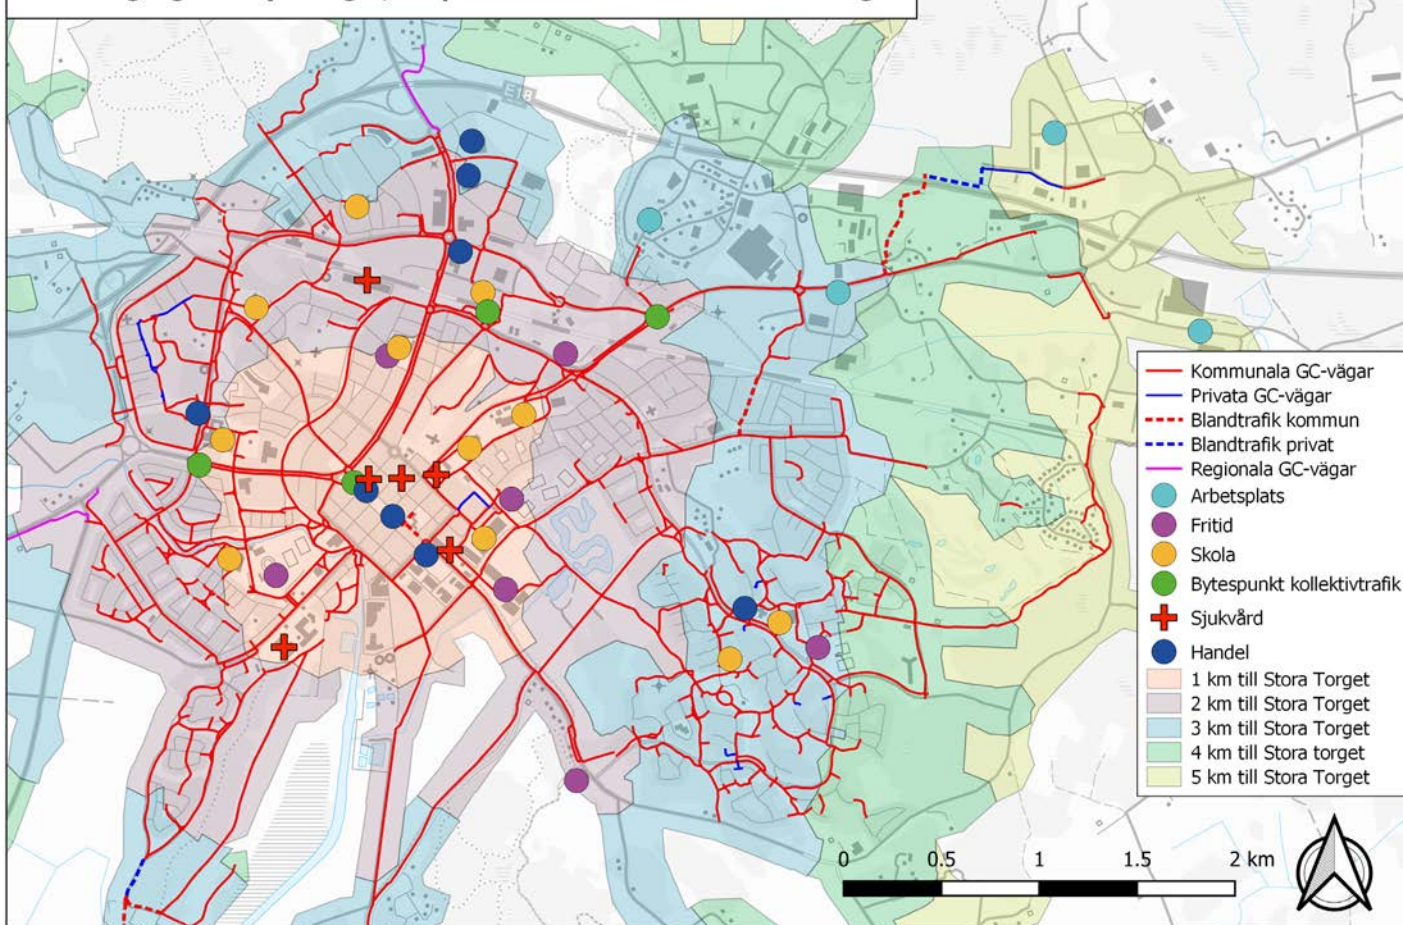 E18
Kommunala GC-vägar
Privata GC-vägar
Blandtrafik kommun
Blandtrafik privat
Regionala GC-vägar
Arbetsplats
Fritid
Skola
Bytespunkt kollektivtrafik
Sjukvård
Handel
1 km till Stora Torget
2 km till Stora Torget
3 km till Stora Torget
4 km till Stora torget
5 km till Stora Torget
0 0.5 1 1.5 2 km